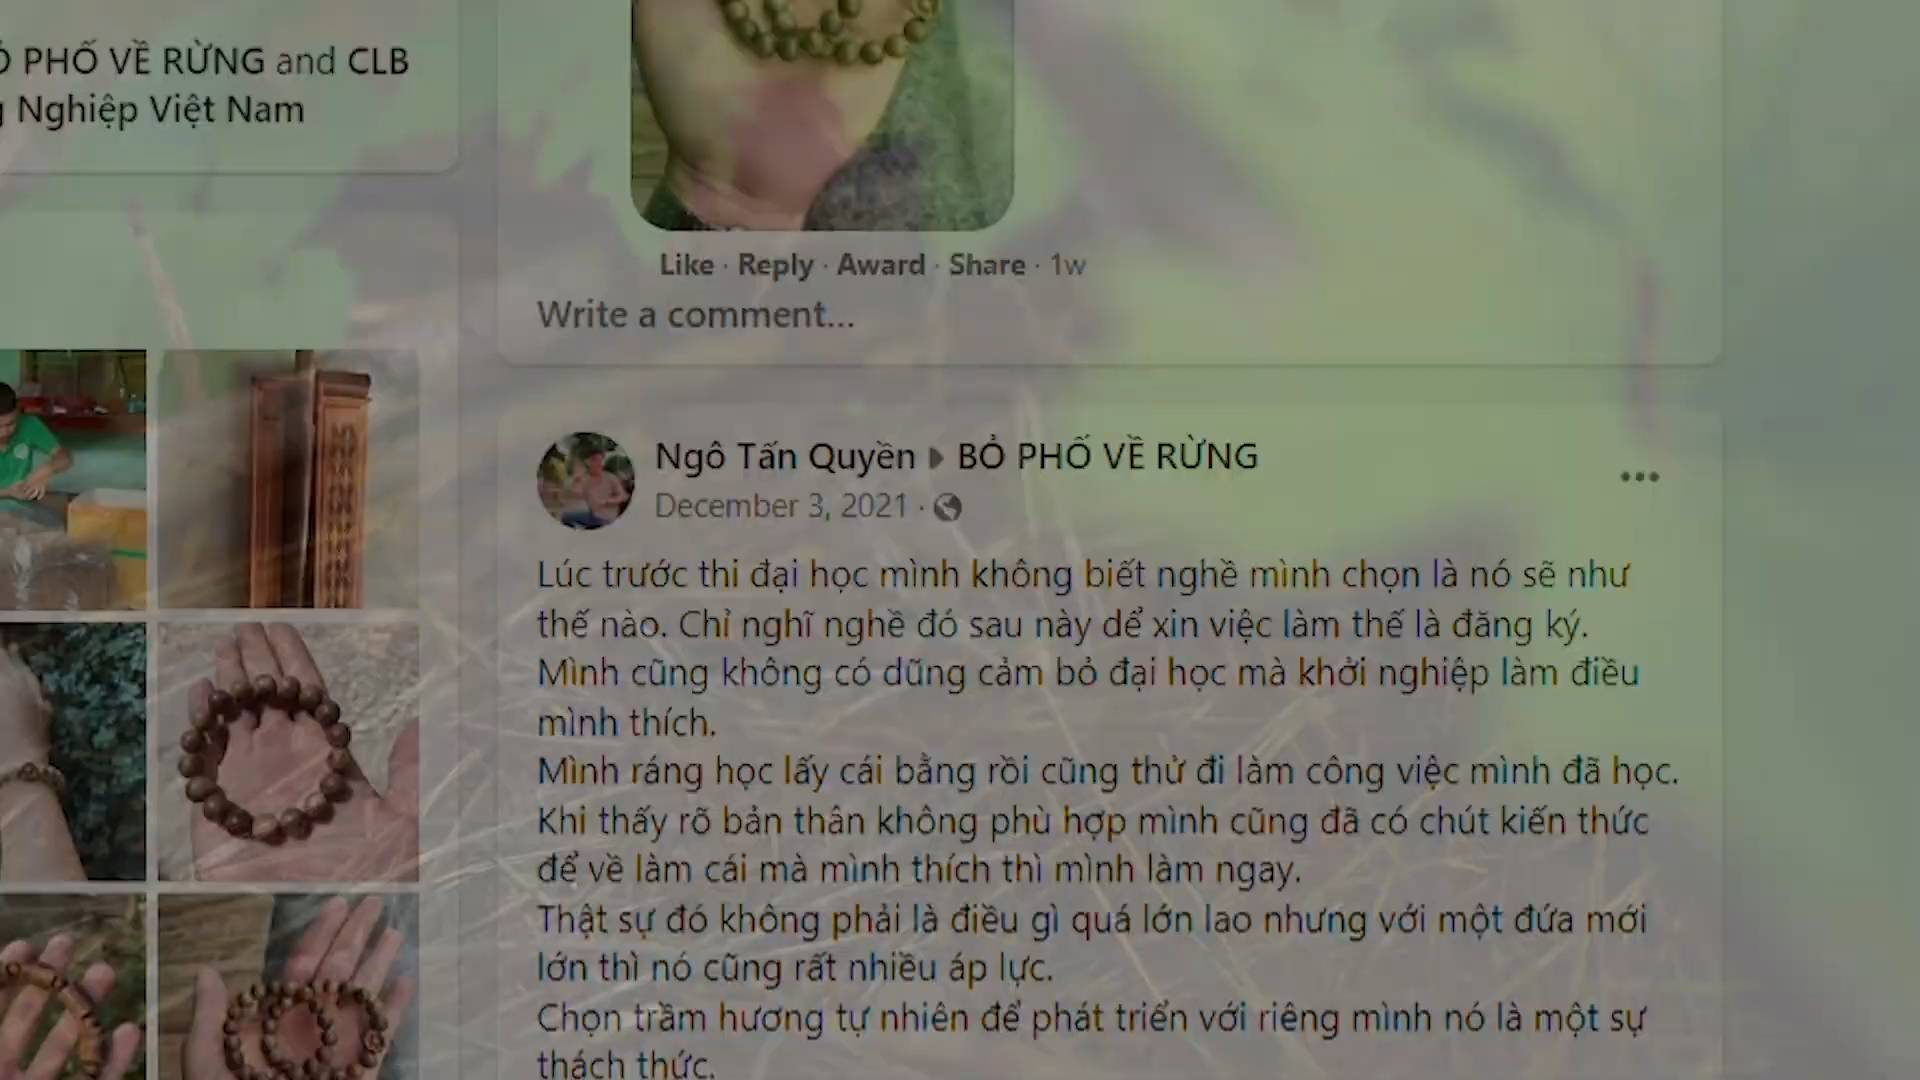 PHỐ VỀ RỪNG and CLB
Nghiệp Việt Nam
Like · Reply · Award · Share · 1w
Write a comment...
Ngô Tấn Quyền BỎ PHỐ VỀ RỪNG
December 3, 2021 ·
Lúc trước thi đại học mình không biết nghề mình chọn là nó sẽ như
thế nào. Chỉ nghĩ nghề đó sau này dể xin việc làm thế là đăng ký.
Mình cũng không có dũng cảm bỏ đại học mà khởi nghiệp làm điều
mình thích.
Mình ráng học lấy cái bằng rồi cũng thử đi làm công việc mình đã học.
Khi thấy rõ bản thân không phù hợp mình cũng đã có chút kiến thức
để về làm cái mà mình thích thì mình làm ngay.
Thật sự đó không phải là điều gì quá lớn lao nhưng với một đứa mới
lớn thì nó cũng rất nhiều áp lực.
Chọn trầm hương tự nhiên để phát triển với riêng mình nó là một sự
thách thức.